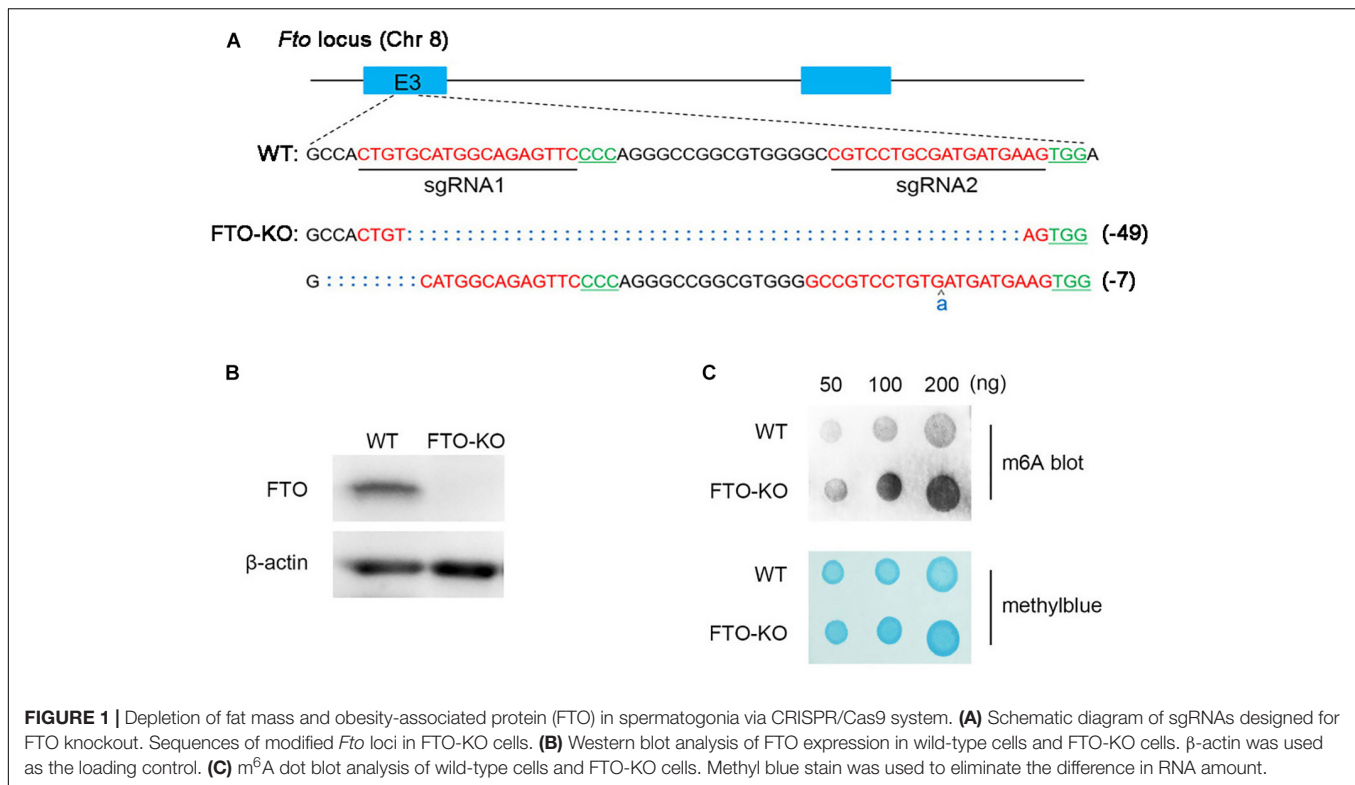 A Fto locus (Chr 8)
E3
WT: GCCACTGTGCATGGCAGAGTTCCCCAGGGCCGGCGTGGGGCCGTCCTGCGATGATGAAGTGGA
sgRNA1 sgRNA2
FTO-KO: GCCACTGT:::::::::::::::::::::::::::::::::::::::::::::::::AGTGG (-49)
G:::::::CATGGCAGAGTTCCCCAGGGCCGGCGTGGGGCCGTCCTGTGATGATGAAGTGG (-7)
^
a
B
WT FTO-KO
FTO
β-actin
C
50 100 200 (ng)
WT
FTO-KO
m6A blot
WT
FTO-KO
methylblue
FIGURE 1 | Depletion of fat mass and obesity-associated protein (FTO) in spermatogonia via CRISPR/Cas9 system. (A) Schematic diagram of sgRNAs designed for
FTO knockout. Sequences of modified Fto loci in FTO-KO cells. (B) Western blot analysis of FTO expression in wild-type cells and FTO-KO cells. β-actin was used
as the loading control. (C) m⁶A dot blot analysis of wild-type cells and FTO-KO cells. Methyl blue stain was used to eliminate the difference in RNA amount.